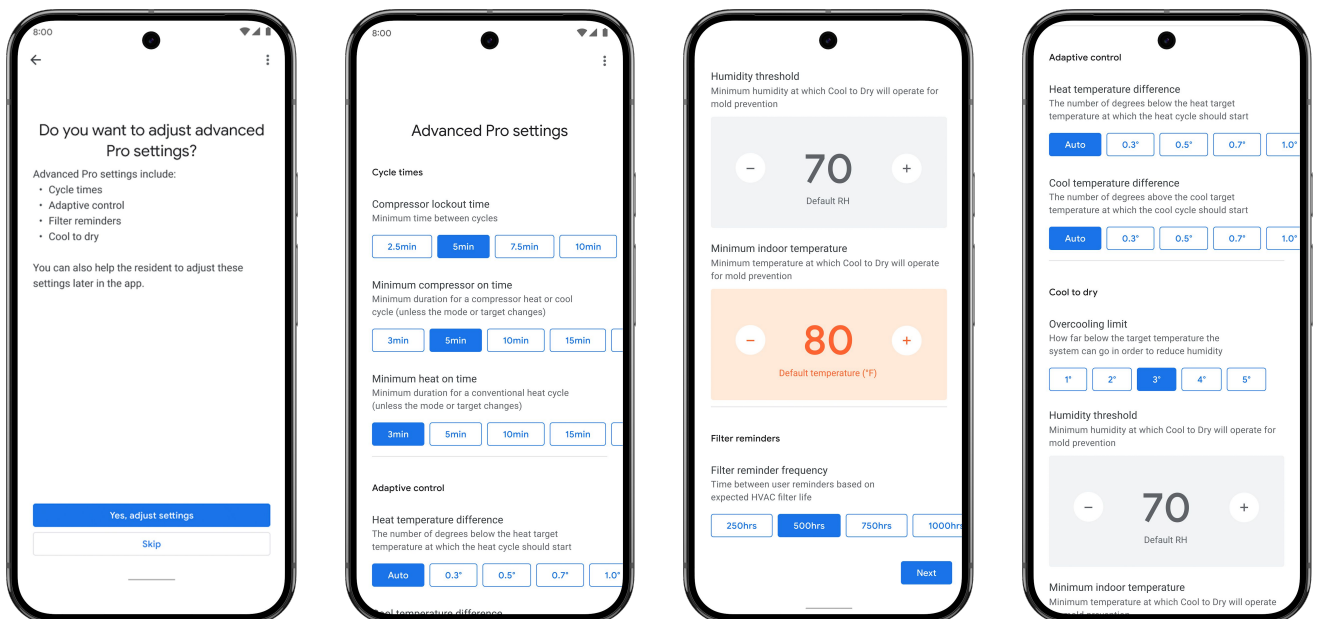 8:00
Do you want to adjust advanced
Pro settings?
Advanced Pro settings include:
• Cycle times
• Adaptive control
• Filter reminders
• Cool to dry
You can also help the resident to adjust these
settings later in the app.
Yes, adjust settings
Skip
8:00
Advanced Pro settings
Cycle times
Compressor lockout time
Minimum time between cycles
2.5min 5min 7.5min 10min
Minimum compressor on time
Minimum duration for a compressor heat or cool
cycle (unless the mode or target changes)
3min 5min 10min 15min
Minimum heat on time
Minimum duration for a conventional heat cycle
(unless the mode or target changes)
3min 5min 10min 15min
Adaptive control
Heat temperature difference
The number of degrees below the heat target
temperature at which the heat cycle should start
Auto 0.3° 0.5° 0.7° 1.0°
Cool temperature difference
Humidity threshold
Minimum humidity at which Cool to Dry will operate for
mold prevention
− 70 +
Default RH
Minimum indoor temperature
Minimum temperature at which Cool to Dry will operate
for mold prevention
− 80 +
Default temperature (°F)
Filter reminders
Filter reminder frequency
Time between user reminders based on
expected HVAC filter life
250hrs 500hrs 750hrs 1000hrs
Next
Adaptive control
Heat temperature difference
The number of degrees below the heat target
temperature at which the heat cycle should start
Auto 0.3° 0.5° 0.7° 1.0°
Cool temperature difference
The number of degrees above the cool target
temperature at which the cool cycle should start
Auto 0.3° 0.5° 0.7° 1.0°
Cool to dry
Overcooling limit
How far below the target temperature the
system can go in order to reduce humidity
1° 2° 3° 4° 5°
Humidity threshold
Minimum humidity at which Cool to Dry will operate for
mold prevention
− 70 +
Default RH
Minimum indoor temperature
Minimum temperature at which Cool to Dry will operate